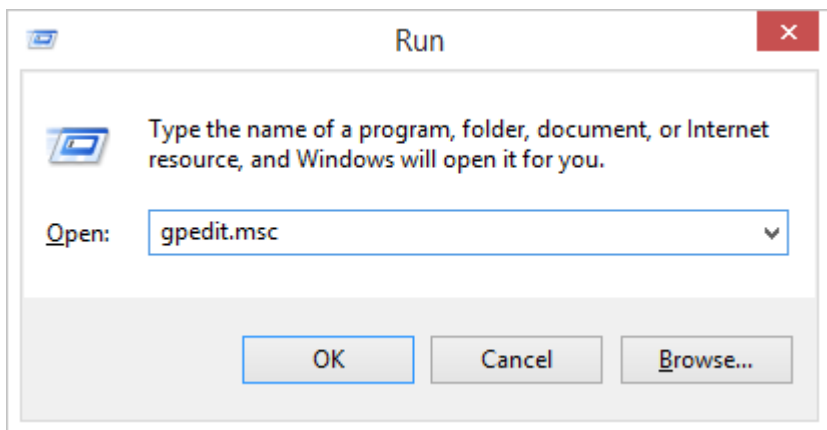 Run
Type the name of a program, folder, document, or Internet
resource, and Windows will open it for you.
Open: gpedit.msc
OK Cancel Browse...